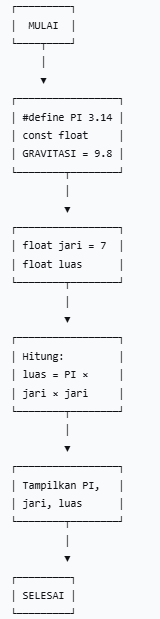 MULAI
#define PI 3.14
const float
GRAVITASI = 9.8
float jari = 7
float luas
Hitung:
luas = PI ×
jari × jari
Tampilkan PI,
jari, luas
SELESAI